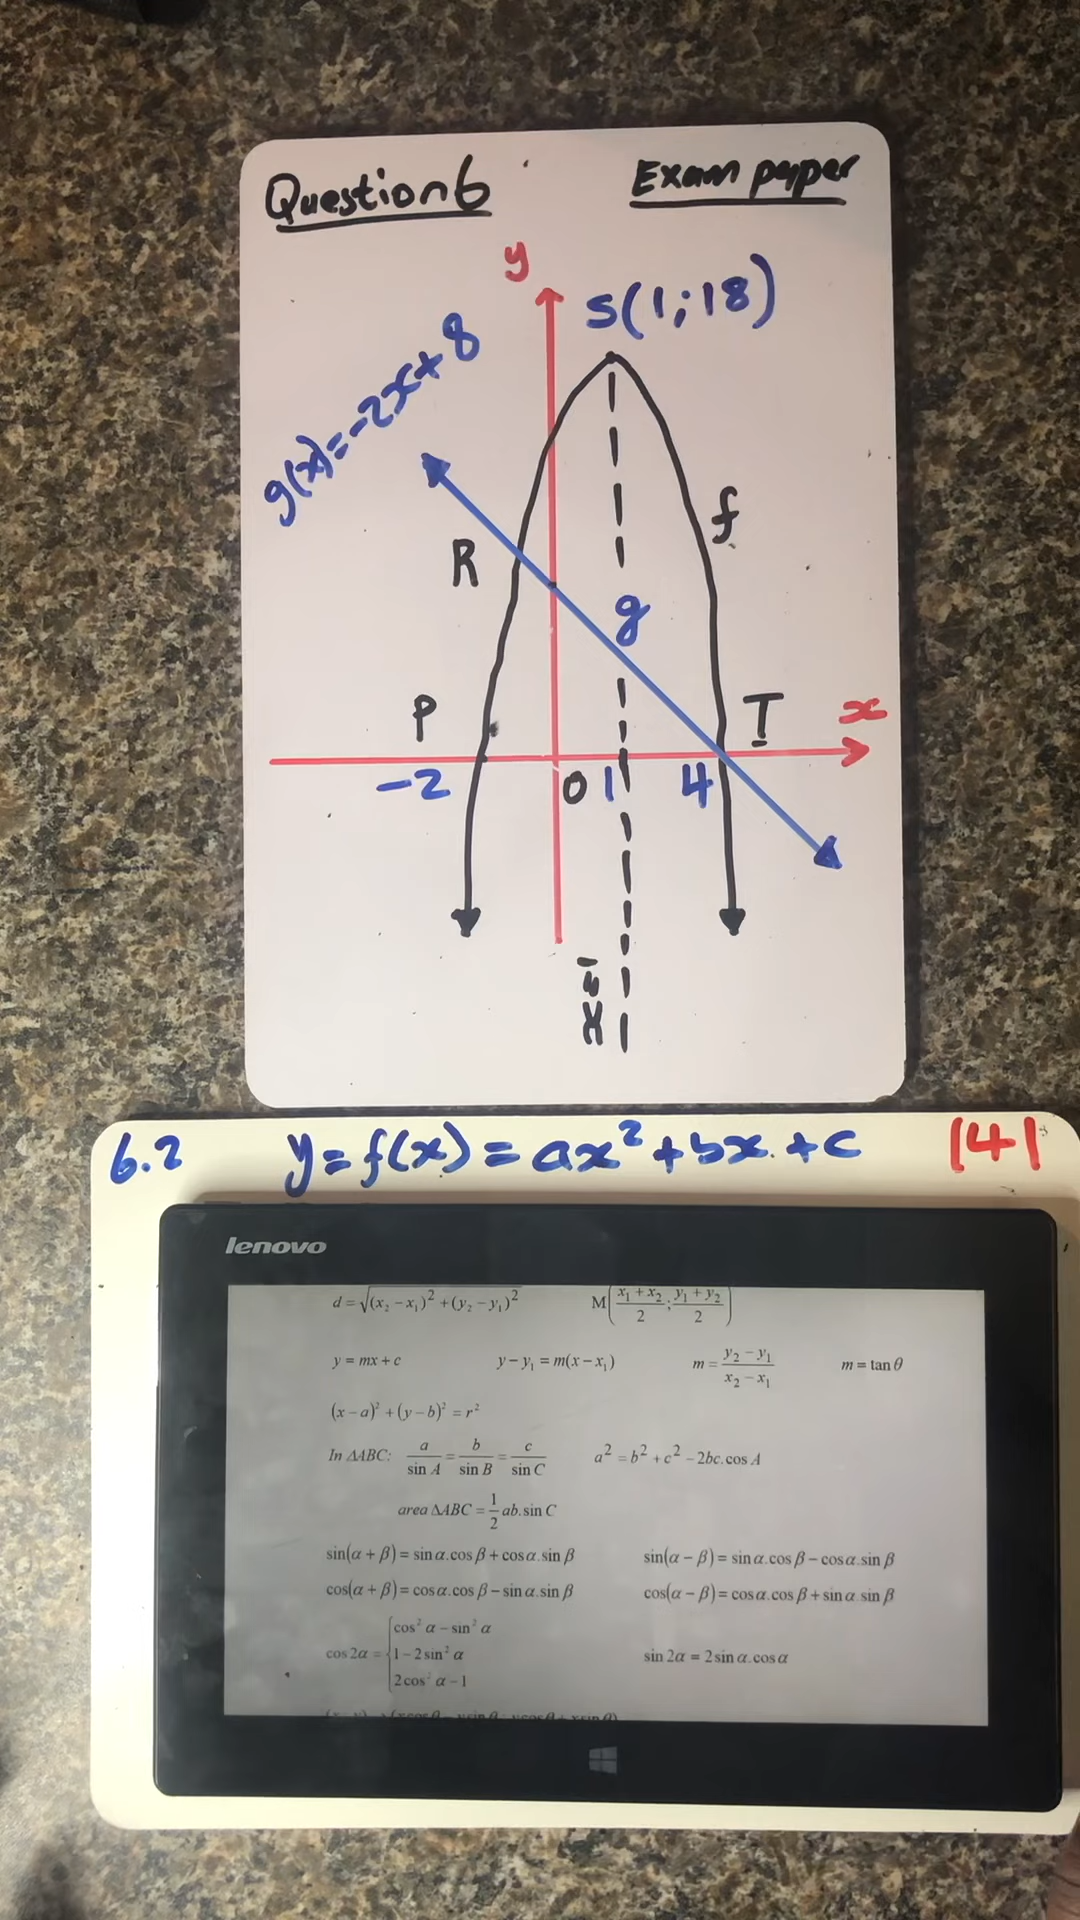 Question 6
Exam paper
y
S(1;18)
g(x)=-2x+8
f
R
g
P
T
x
-2
0
1
4
x=1
6.2 y=f(x)=ax²+bx+c |4|
lenovo
d = √(x₂ − x₁)² + (y₂ − y₁)² M(x₁ + x₂/2 ; y₁ + y₂/2)
y = mx + c y − y₁ = m(x − x₁) m = y₂ − y₁/x₂ − x₁ m = tan θ
(x − a)² + (y − b)² = r²
In ΔABC: a/sin A = b/sin B = c/sin C a² = b² + c² − 2bc.cos A
area ΔABC = 1/2 ab.sin C
sin(α + β) = sin α.cos β + cos α.sin β sin(α − β) = sin α.cos β − cos α.sin β
cos(α + β) = cos α.cos β − sin α.sin β cos(α − β) = cos α.cos β + sin α.sin β
cos 2α = { cos² α − sin² α
1 − 2 sin² α
2 cos² α − 1
sin 2α = 2 sin α.cos α